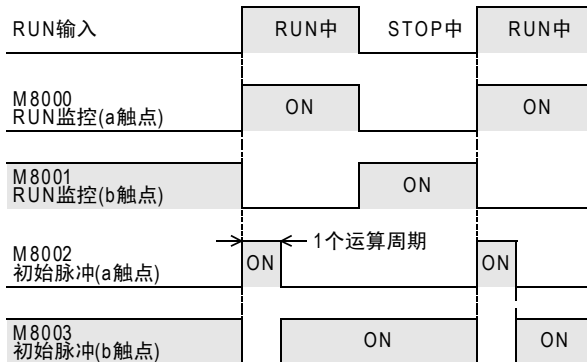 RUN输入
RUN中
STOP中
RUN中
M8000
RUN监控(a触点)
ON
ON
M8001
RUN监控(b触点)
ON
M8002
初始脉冲(a触点)
ON
1个运算周期
ON
M8003
初始脉冲(b触点)
ON
ON